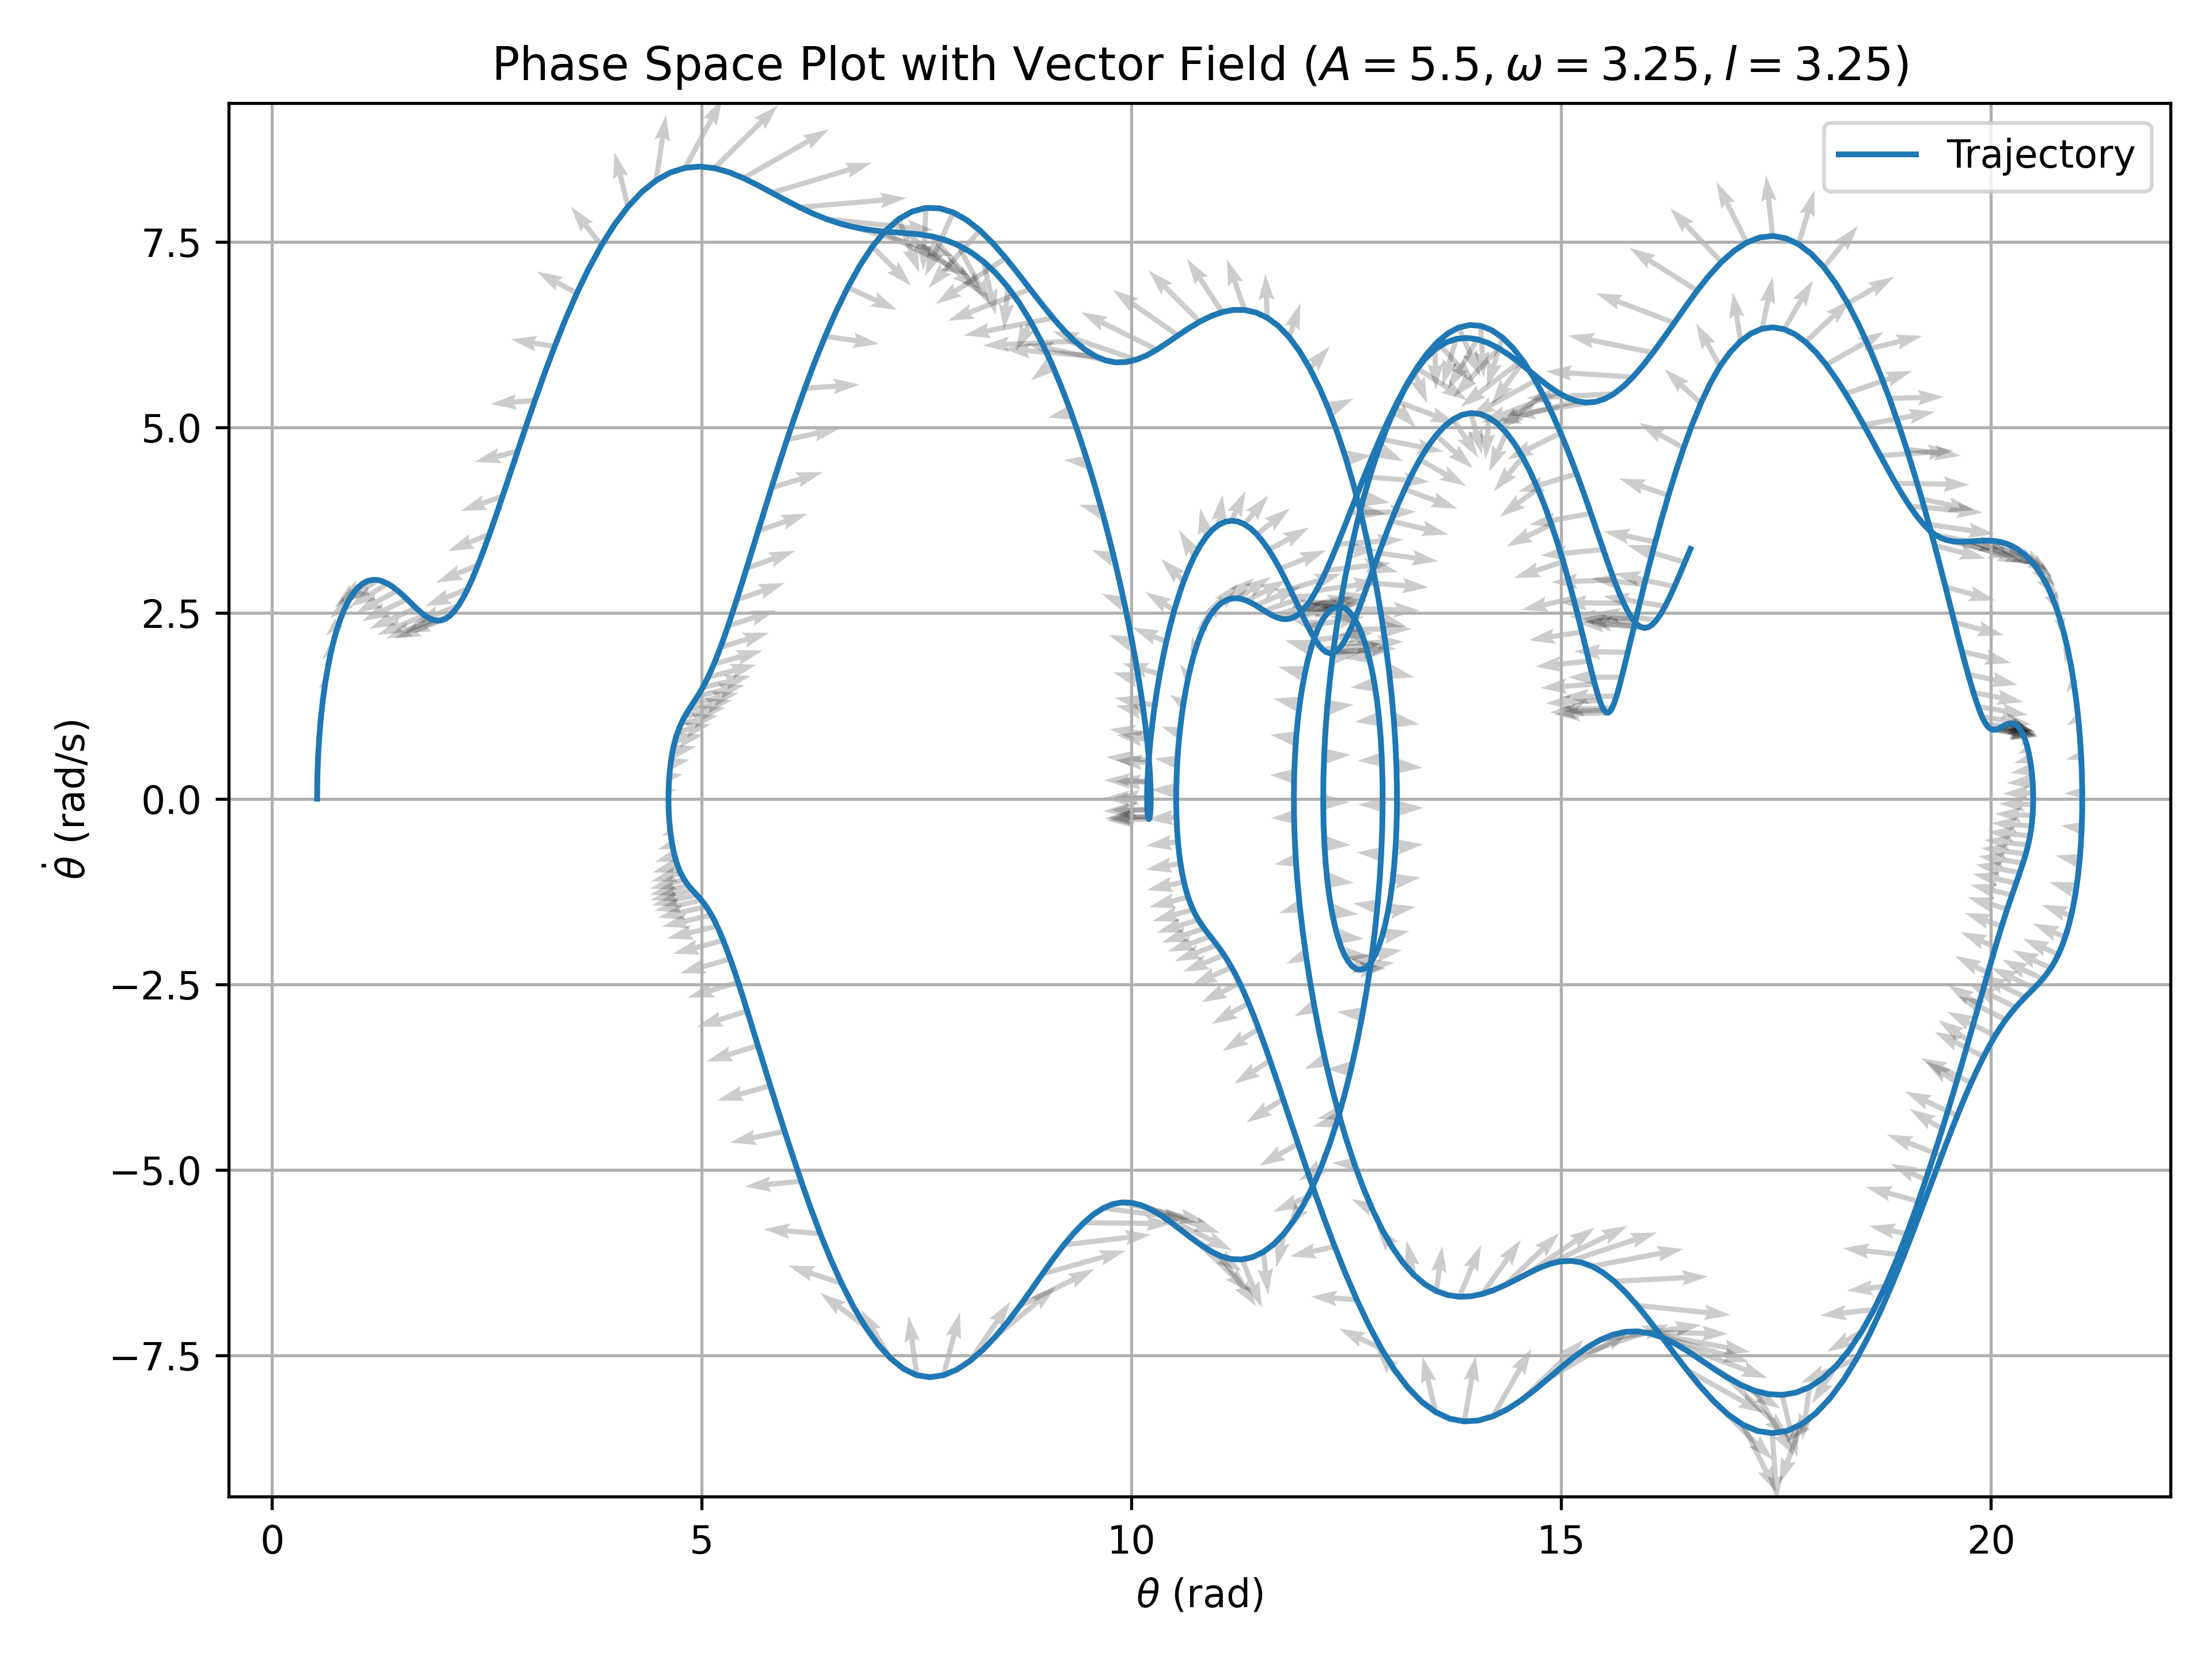 Phase Space Plot with Vector Field (A = 5.5, ω = 3.25, l = 3.25)
Trajectory
7.5
5.0
2.5
0.0
−2.5
−5.0
−7.5
θ̇ (rad/s)
0 5 10 15 20
θ (rad)